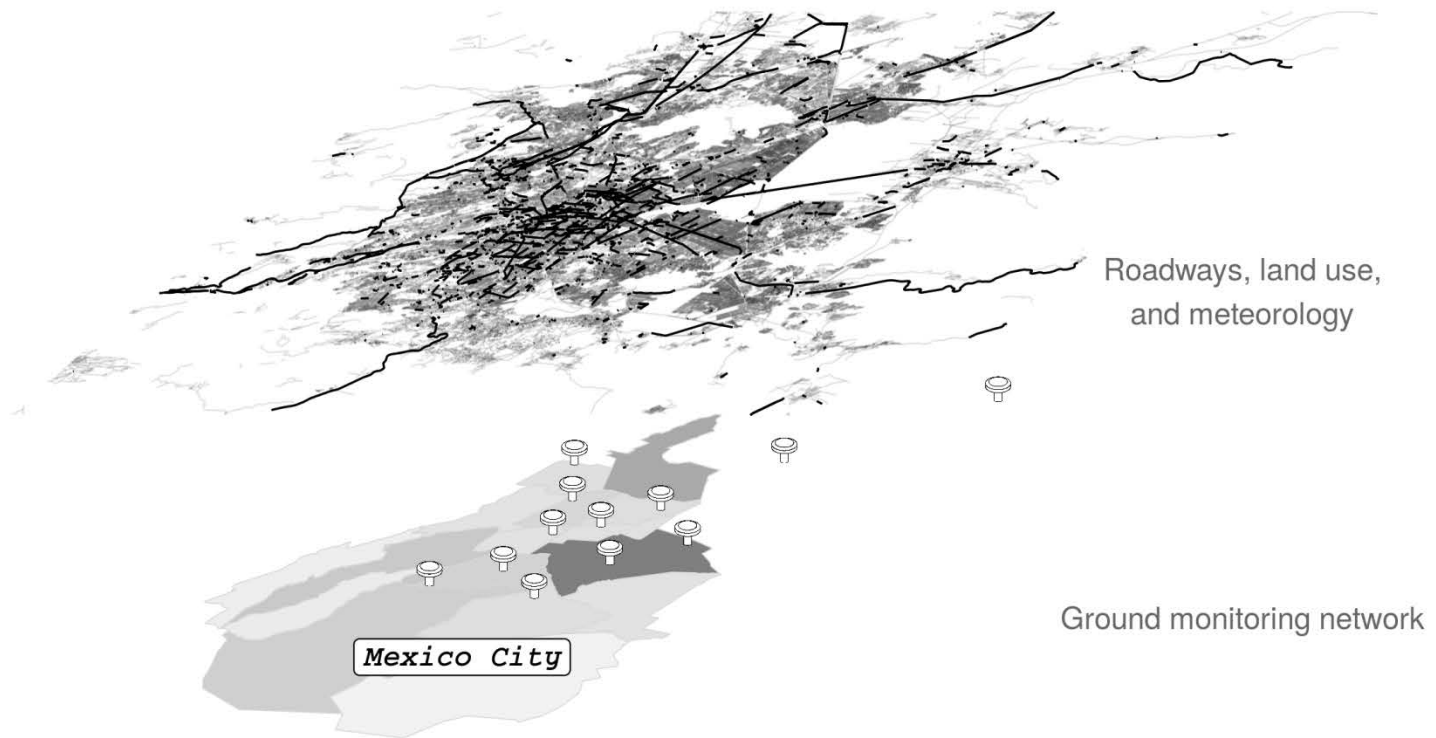 Roadways, land use,
and meteorology
Ground monitoring network
Mexico City